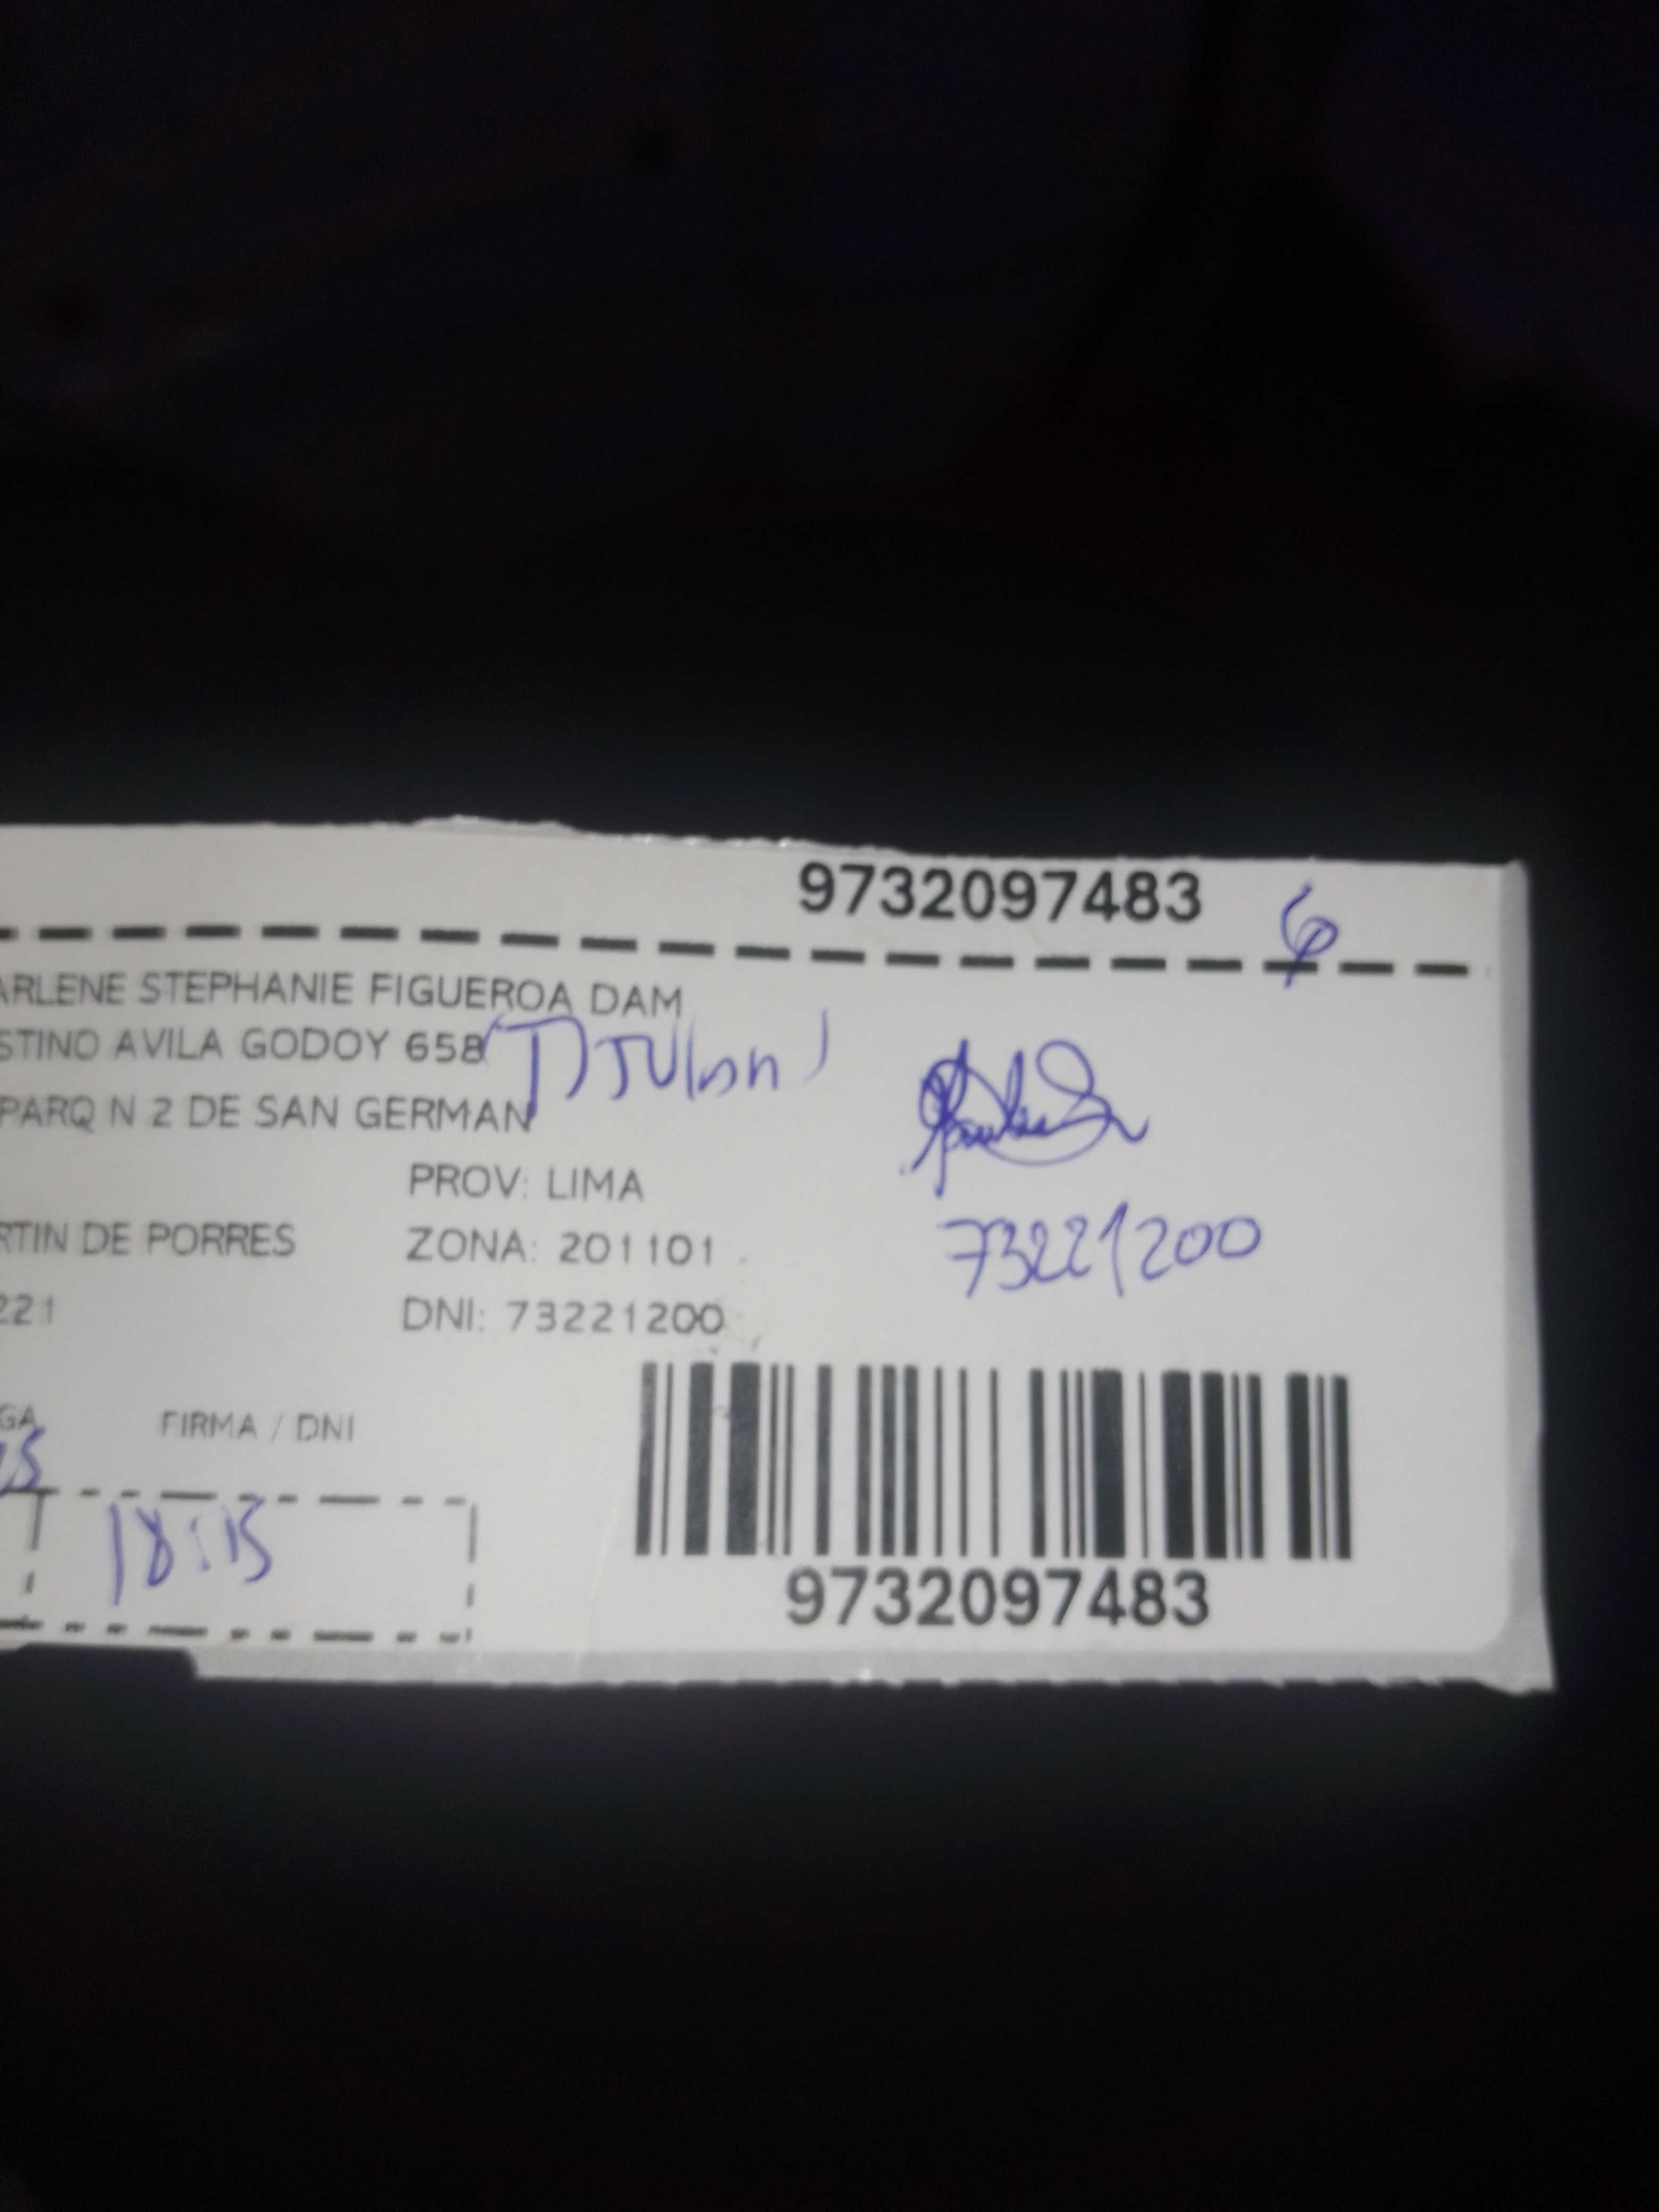 9732097483 6
ARLENE STEPHANIE FIGUEROA DAM
STINO AVILA GODOY 658
PARQ N 2 DE SAN GERMAN
PROV: LIMA
RTIN DE PORRES ZONA: 201101
73221200
221 DNI: 73221200
GA FIRMA / DNI
18:15
9732097483